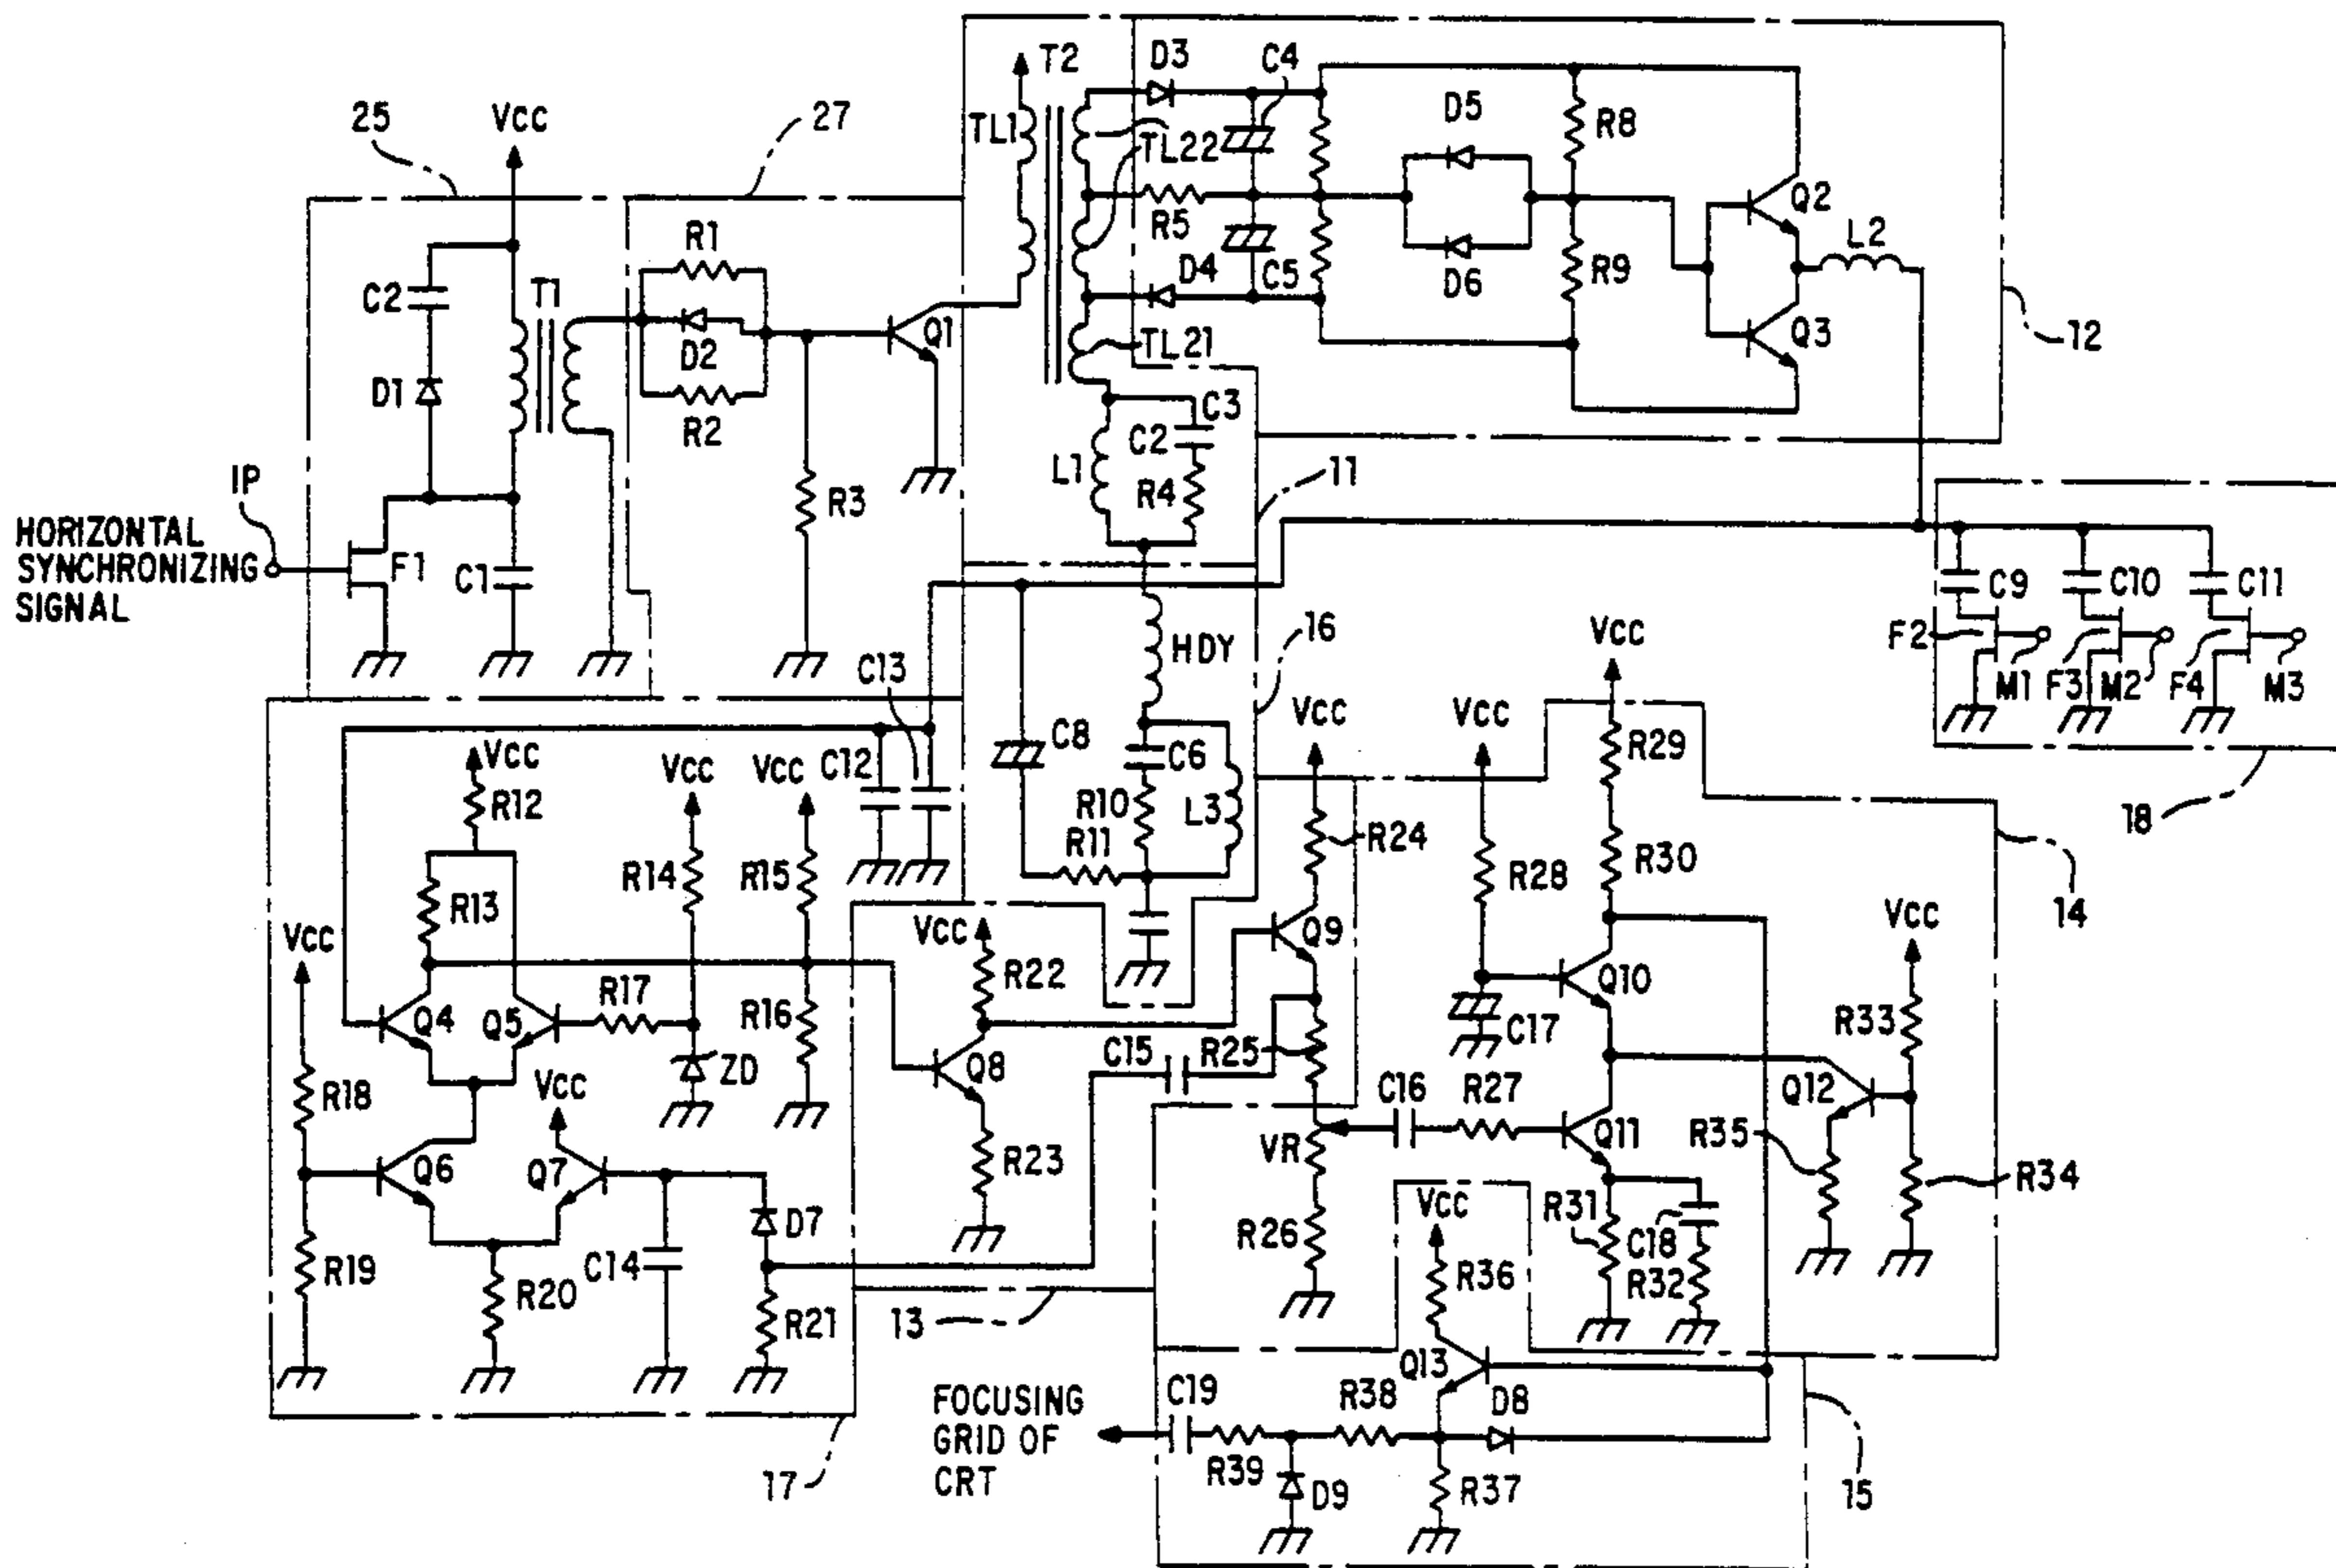 T2
D3
C4
25
27
VCC
TL1
D5
R8
TL22
R1
Q2
R5
L2
C2
T1
D4
C5
D6
R9
D2
Q1
TL21
Q3
12
D1
R2
C3
C2
L1
11
1P
R4
R3
HORIZONTAL
SYNCHRONIZING
SIGNAL
F1
C1
C9
C10
C11
16
VCC
F2
HDY
C13
M1
F3
M2
F4
M3
VCC
VCC
C8
R29
VCC
VCC
VCC
C12
C6
R12
R10
L3
18
R11
R24
R14
R15
R28
R30
R13
14
VCC
VCC
VCC
Q9
R22
Q10
R17
Q4
Q5
R16
R33
C17
C15
R25
ZD
Q8
VCC
C16
R27
R18
Q12
VR
Q11
R35
Q6
Q7
R23
R34
VCC
D7
R31
R26
C18
R19
C14
R36
R32
R20
R21
13
Q13
FOCUSING
GRID OF
CRT
C19
R38
D8
17
R39
D9
R37
15